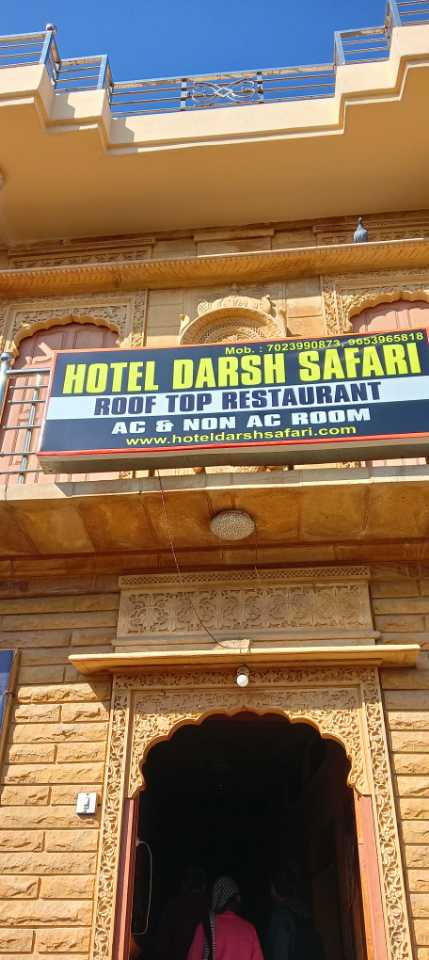 Mob. : 7023990873, 9653965818
HOTEL DARSH SAFARI
ROOF TOP RESTAURANT
AC & NON AC ROOM
www.hoteldarshsafari.com